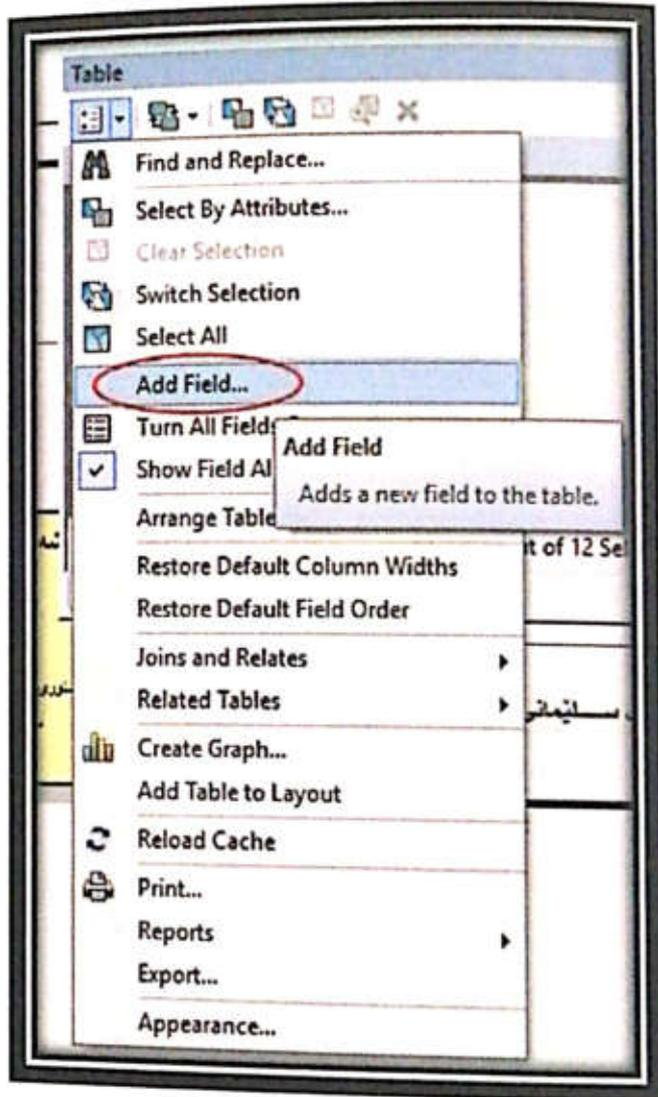 Table
Find and Replace...
Select By Attributes...
Clear Selection
Switch Selection
Select All
Add Field...
Turn All Fields
Add Field
Show Field Al
Adds a new field to the table.
Arrange Table
t of 12 Sel
Restore Default Column Widths
Restore Default Field Order
Joins and Relates
Related Tables
سلێمانی
Create Graph...
Add Table to Layout
Reload Cache
Print...
Reports
Export...
Appearance...